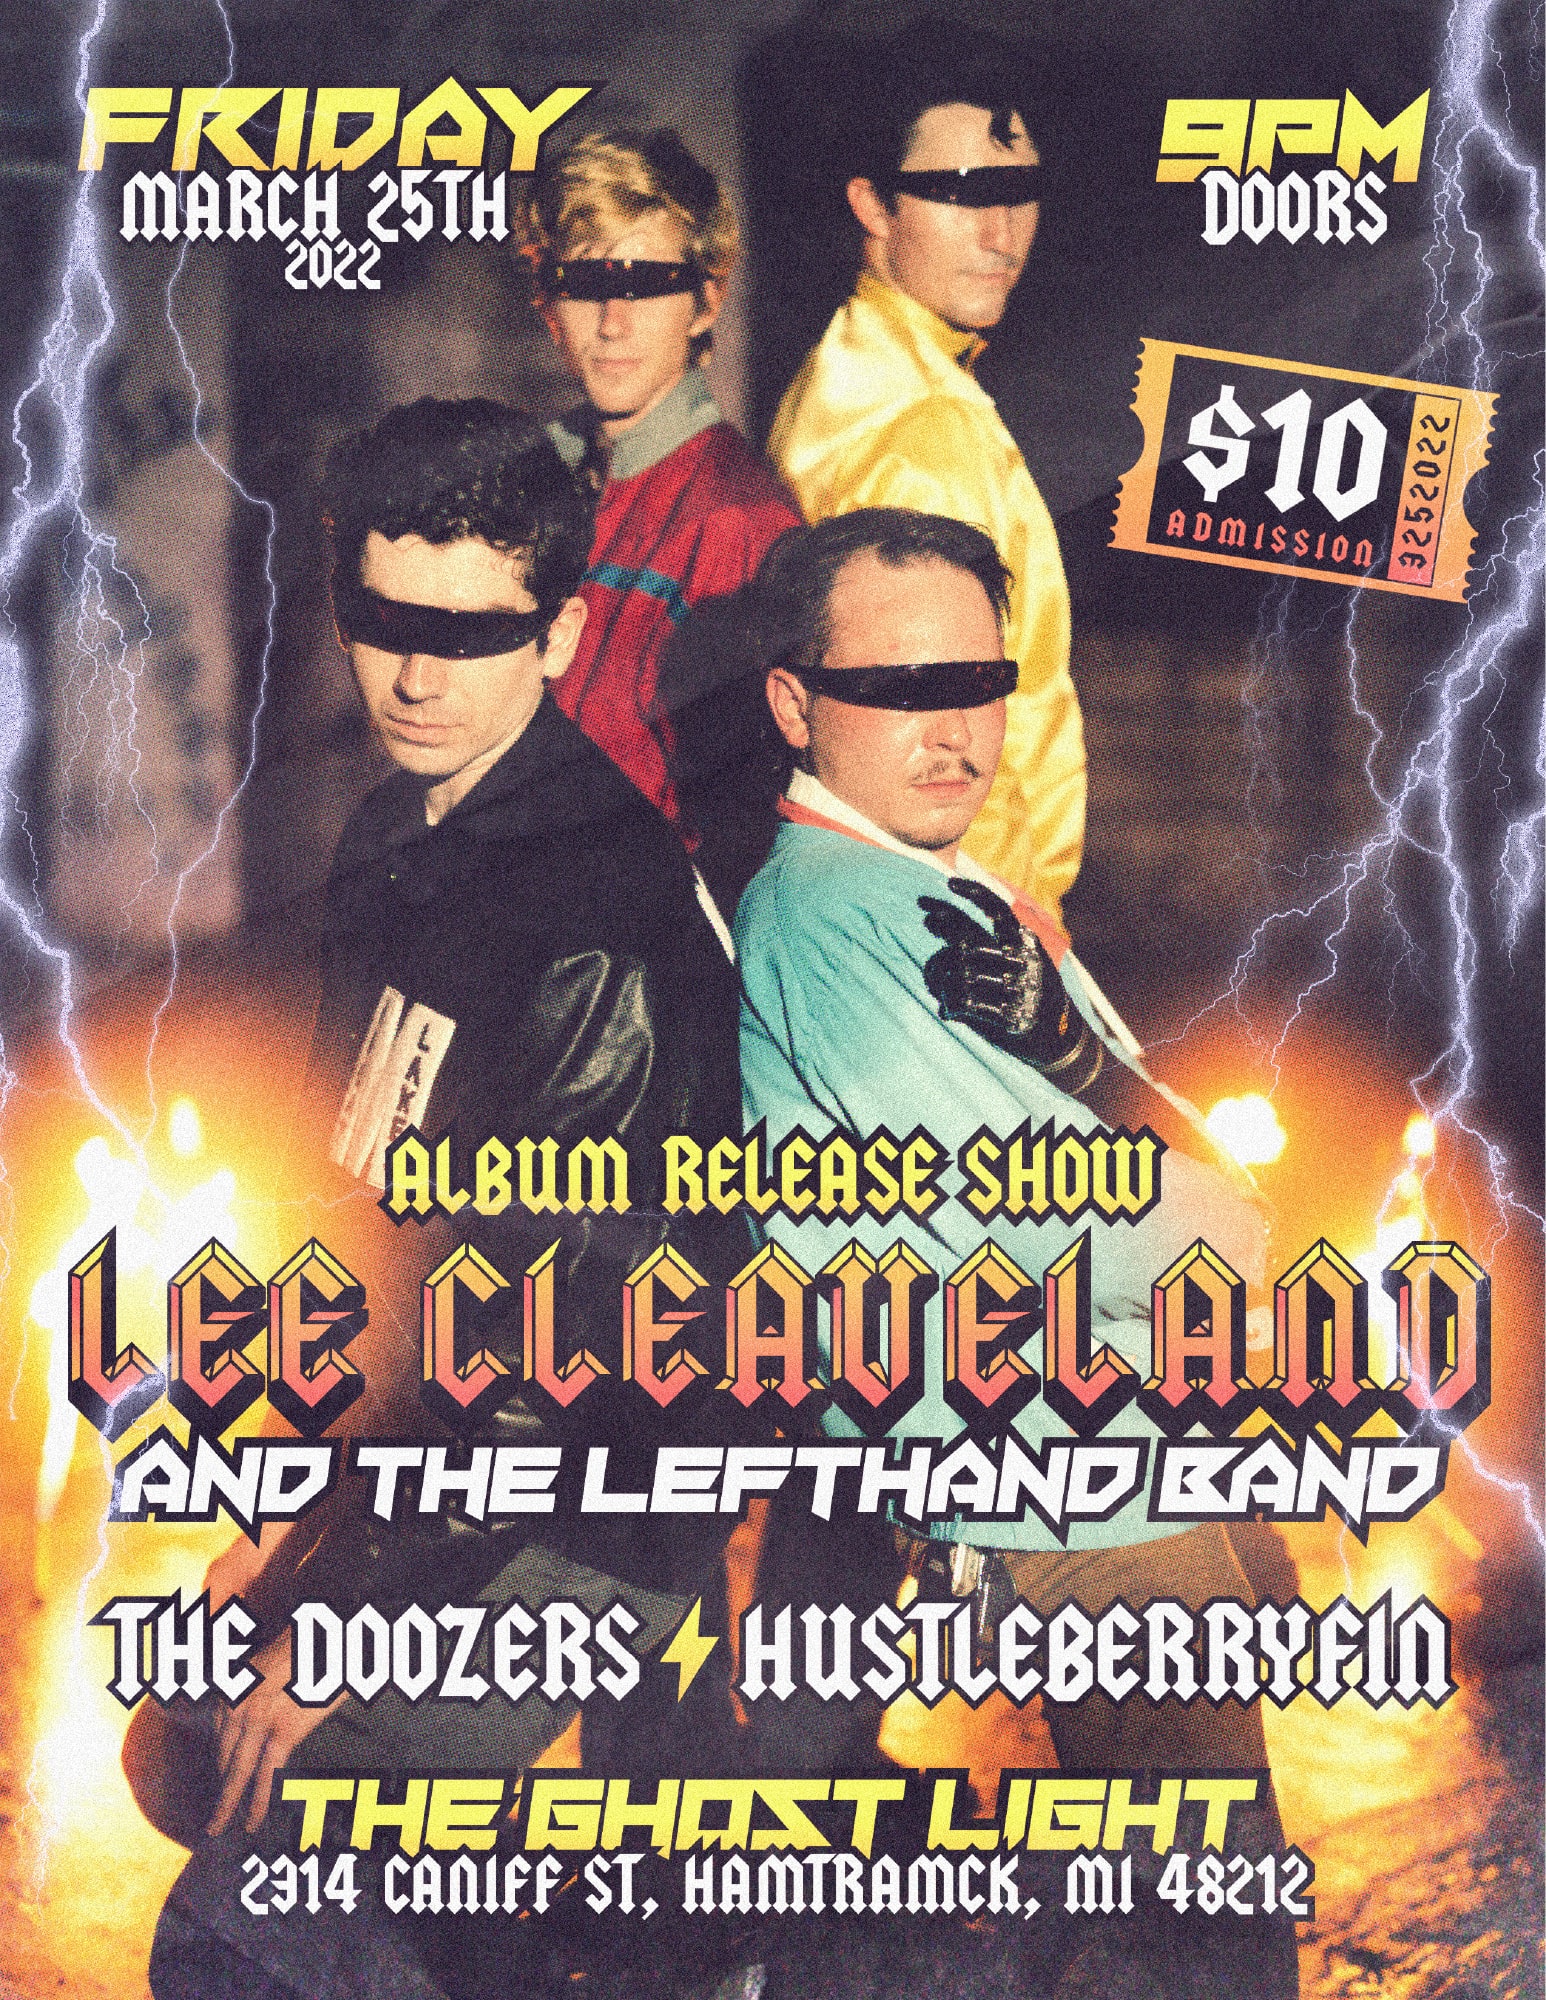 FRIDAY
MARCH 25TH
2022
9PM
DOORS
$10
ADMISSION
3252022
ALBUM RELEASE SHOW
LEE CLEAVELAND
AND THE LEFTHAND BAND
THE DOOZERS HUSTLEBERRYFIN
THE GHOST LIGHT
2314 CANIFF ST, HAMTRAMCK, MI 48212